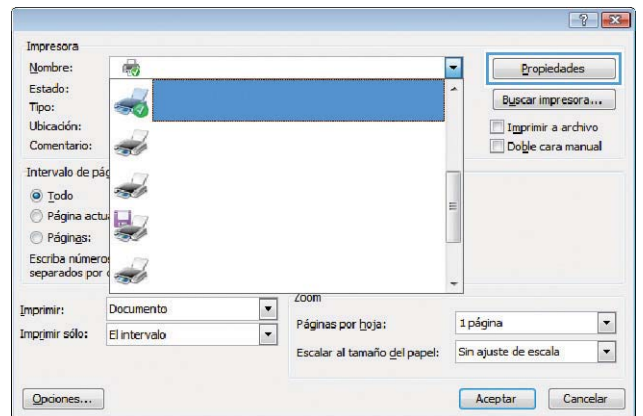 Impresora
Nombre:
Propiedades
Estado:
Buscar impresora...
Tipo:
Ubicación:
Imprimir a archivo
Comentario:
Doble cara manual
Intervalo de pág
Todo
Página actu
Páginas:
Escriba números
separados por
Imprimir:
Documento
Imprimir sólo:
El intervalo
Zoom
Páginas por hoja:
1 página
Escalar al tamaño del papel:
Sin ajuste de escala
Opciones...
Aceptar
Cancelar